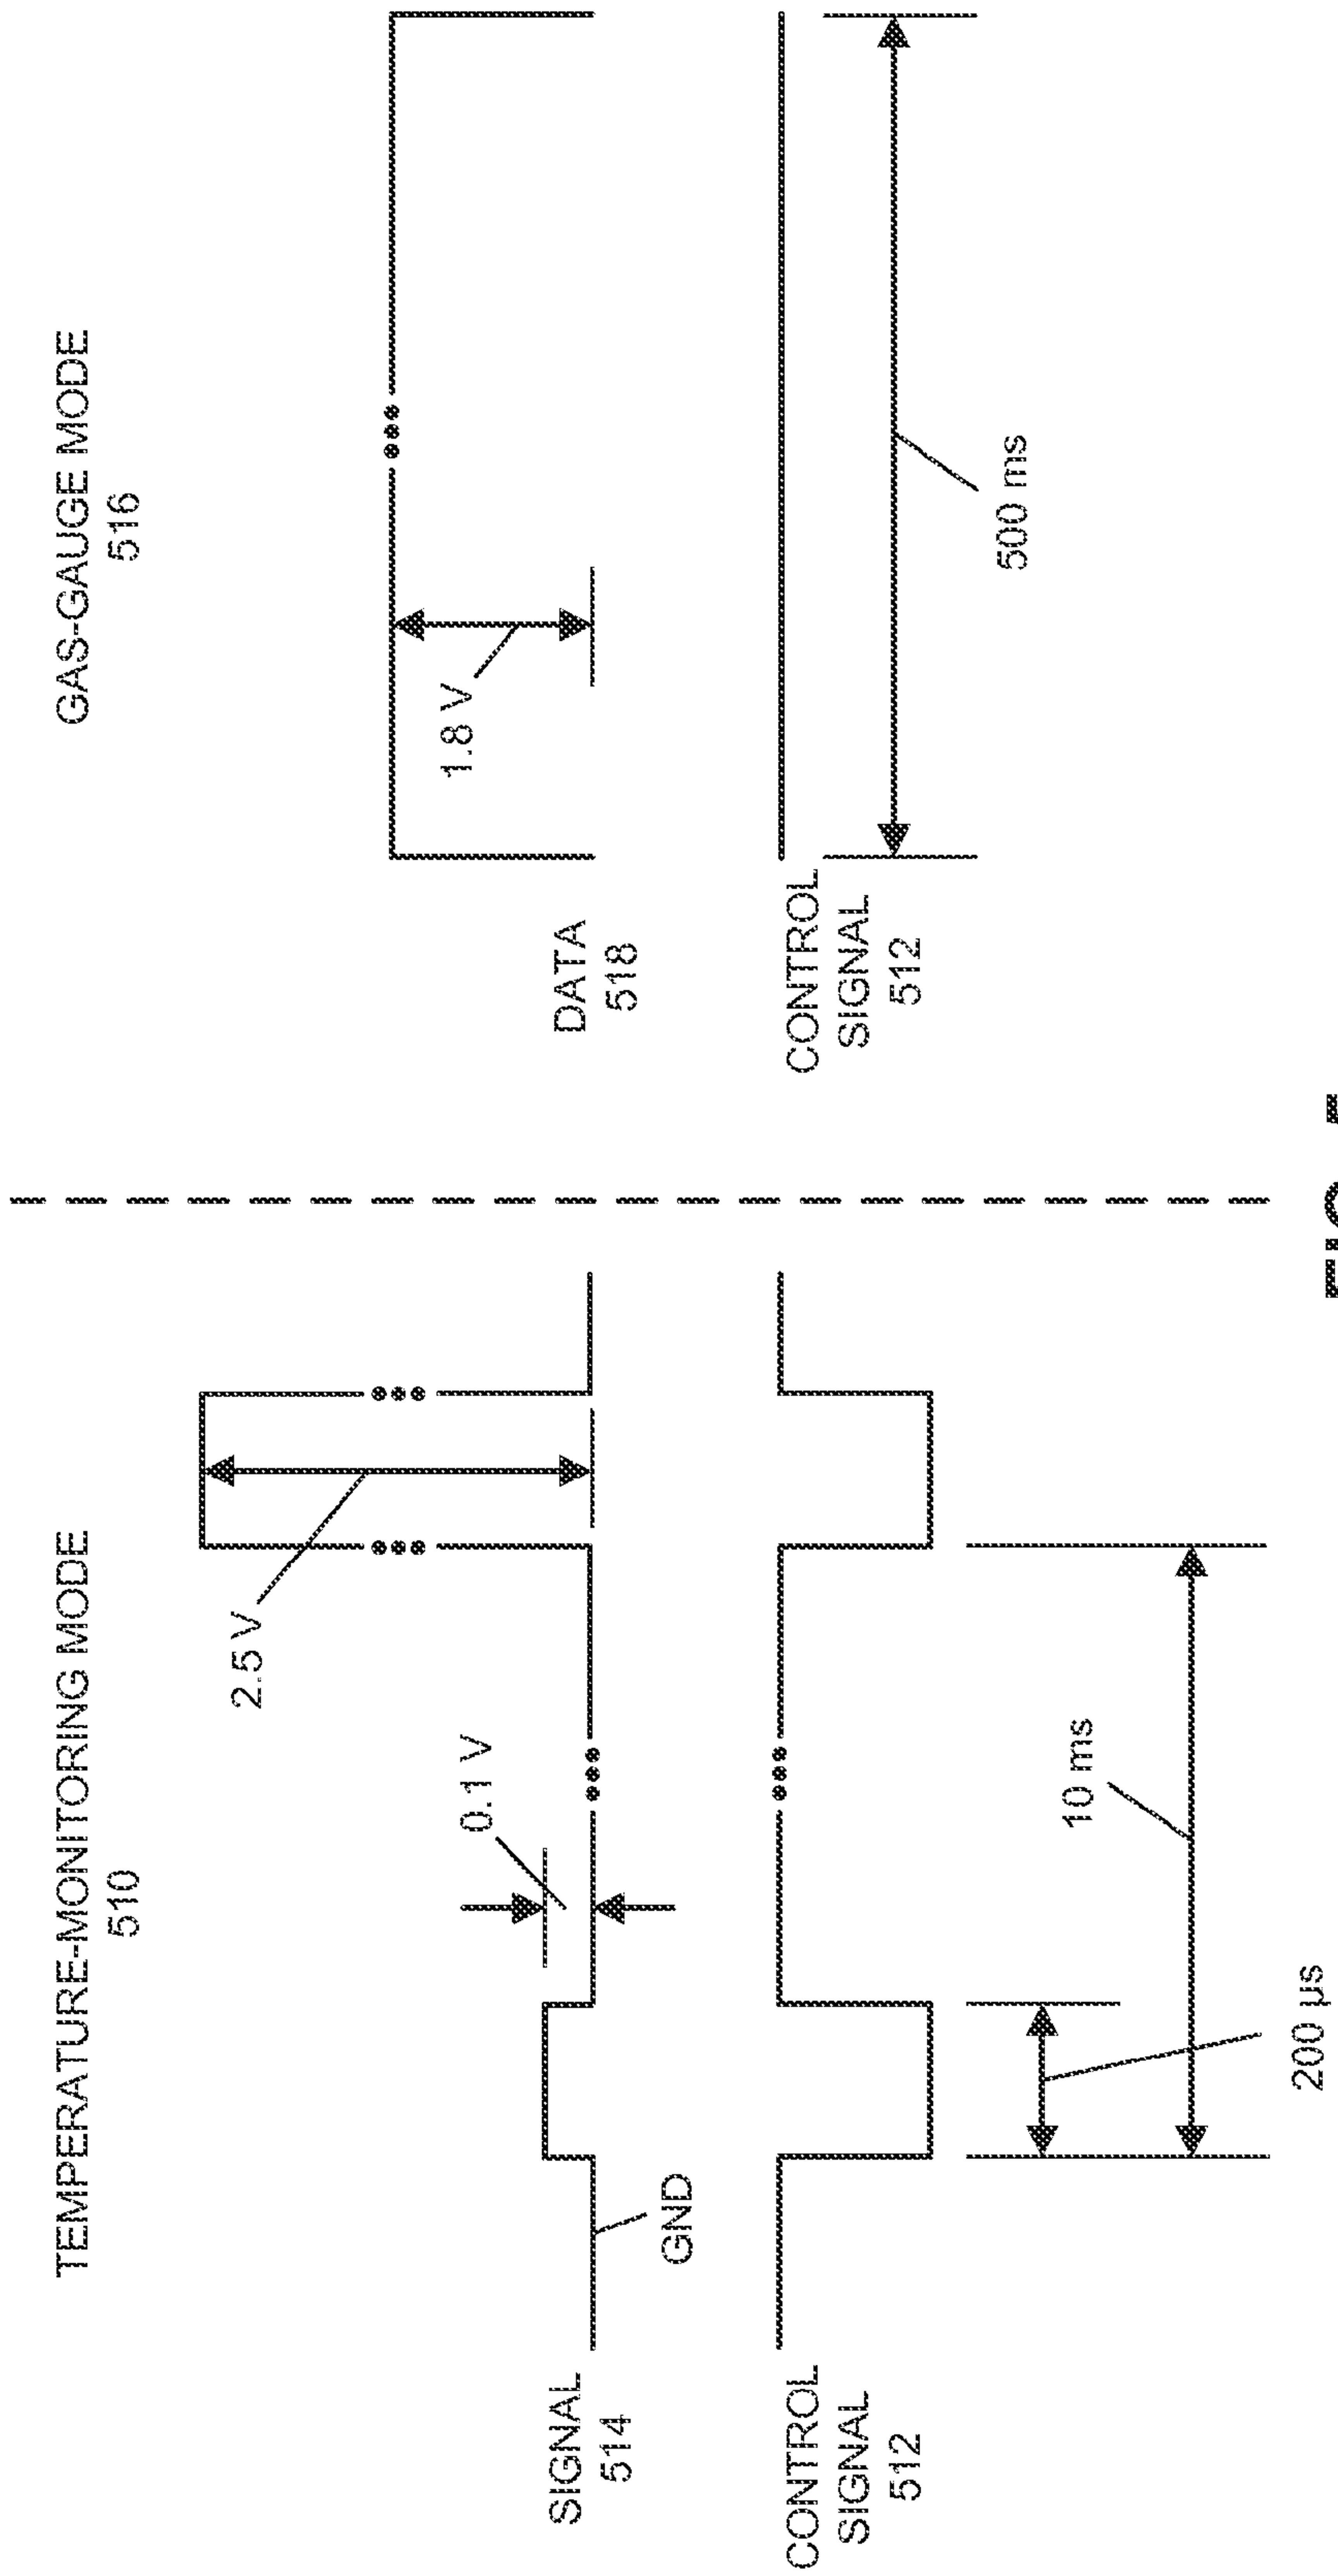 TEMPERATURE-MONITORING MODE
510
2.5 V
0.1 V
SIGNAL
514
GND
CONTROL
SIGNAL
512
10 ms
200 µs
GAS-GAUGE MODE
516
1.8 V
DATA
518
CONTROL
SIGNAL
512
500 ms